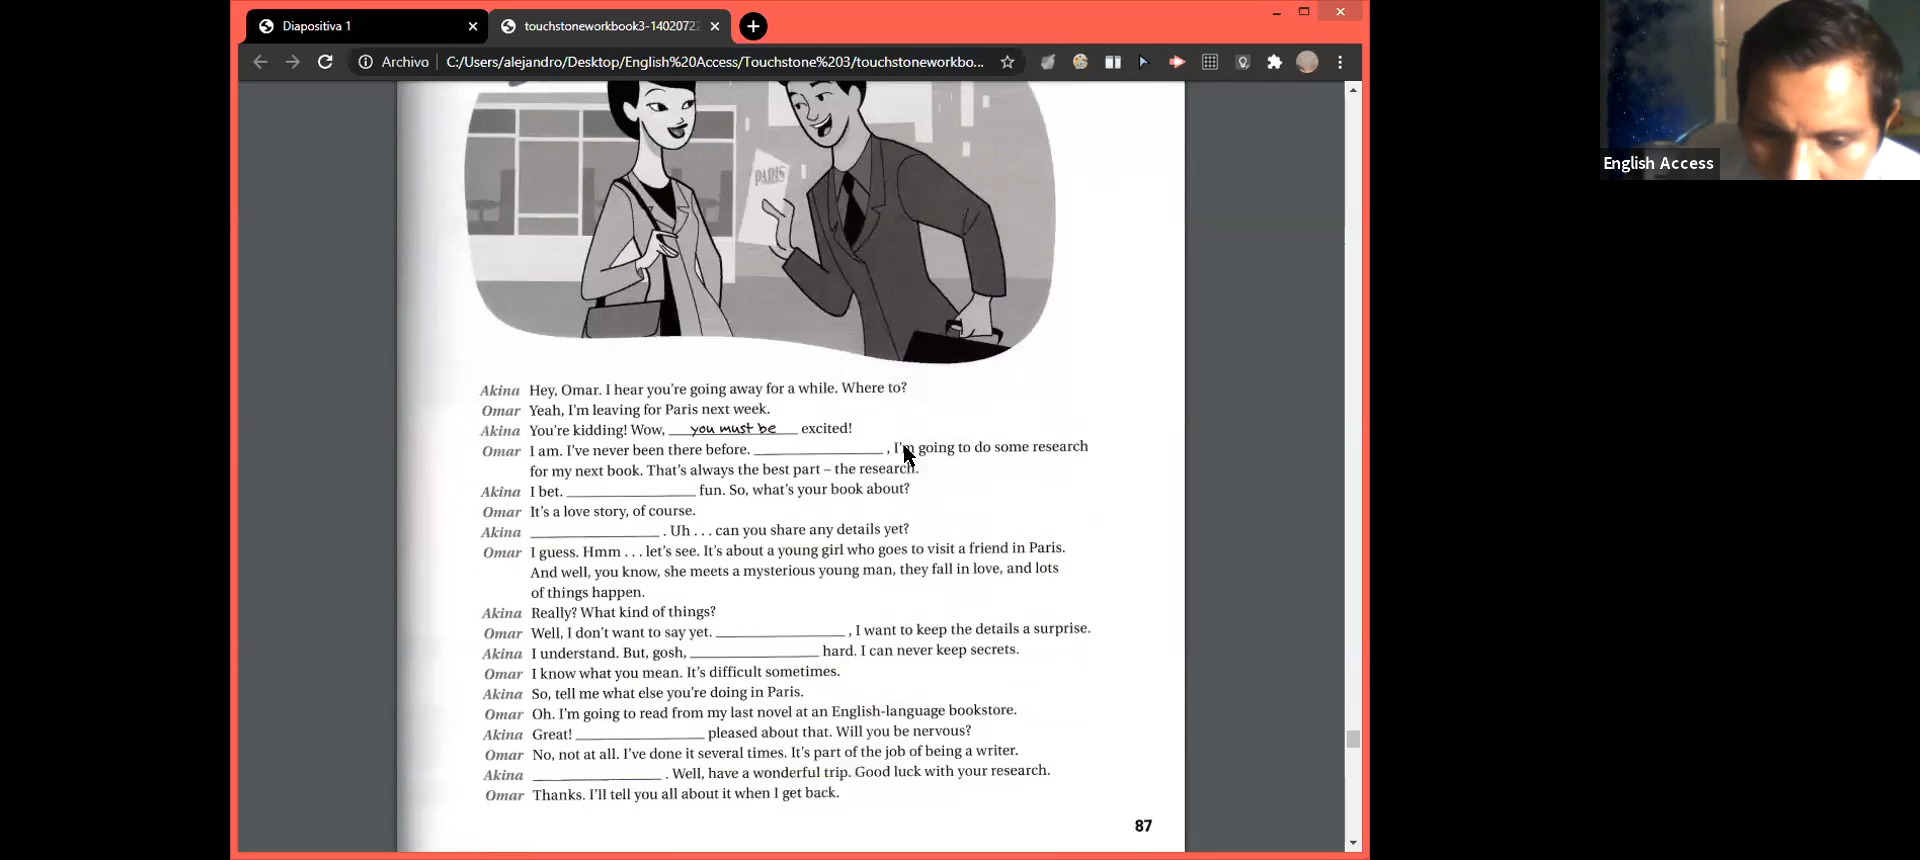 Diapositiva 1
touchstoneworkbook3-1402072
Archivo
C:/Users/alejandro/Desktop/English%20Access/Touchstone%203/touchstoneworkbo...
English Access
PARIS
Akina Hey, Omar. I hear you're going away for a while. Where to?
Omar Yeah, I'm leaving for Paris next week.
Akina You're kidding! Wow, you must be excited!
Omar I am. I've never been there before. ____________, I'm going to do some research
for my next book. That's always the best part – the research.
Akina I bet. ____________ fun. So, what's your book about?
Omar It's a love story, of course.
Akina ____________. Uh . . . can you share any details yet?
Omar I guess. Hmm . . . let's see. It's about a young girl who goes to visit a friend in Paris.
And well, you know, she meets a mysterious young man, they fall in love, and lots
of things happen.
Akina Really? What kind of things?
Omar Well, I don't want to say yet. ____________, I want to keep the details a surprise.
Akina I understand. But, gosh, ____________ hard. I can never keep secrets.
Omar I know what you mean. It's difficult sometimes.
Akina So, tell me what else you're doing in Paris.
Omar Oh. I'm going to read from my last novel at an English-language bookstore.
Akina Great! ____________ pleased about that. Will you be nervous?
Omar No, not at all. I've done it several times. It's part of the job of being a writer.
Akina ____________. Well, have a wonderful trip. Good luck with your research.
Omar Thanks. I'll tell you all about it when I get back.
87